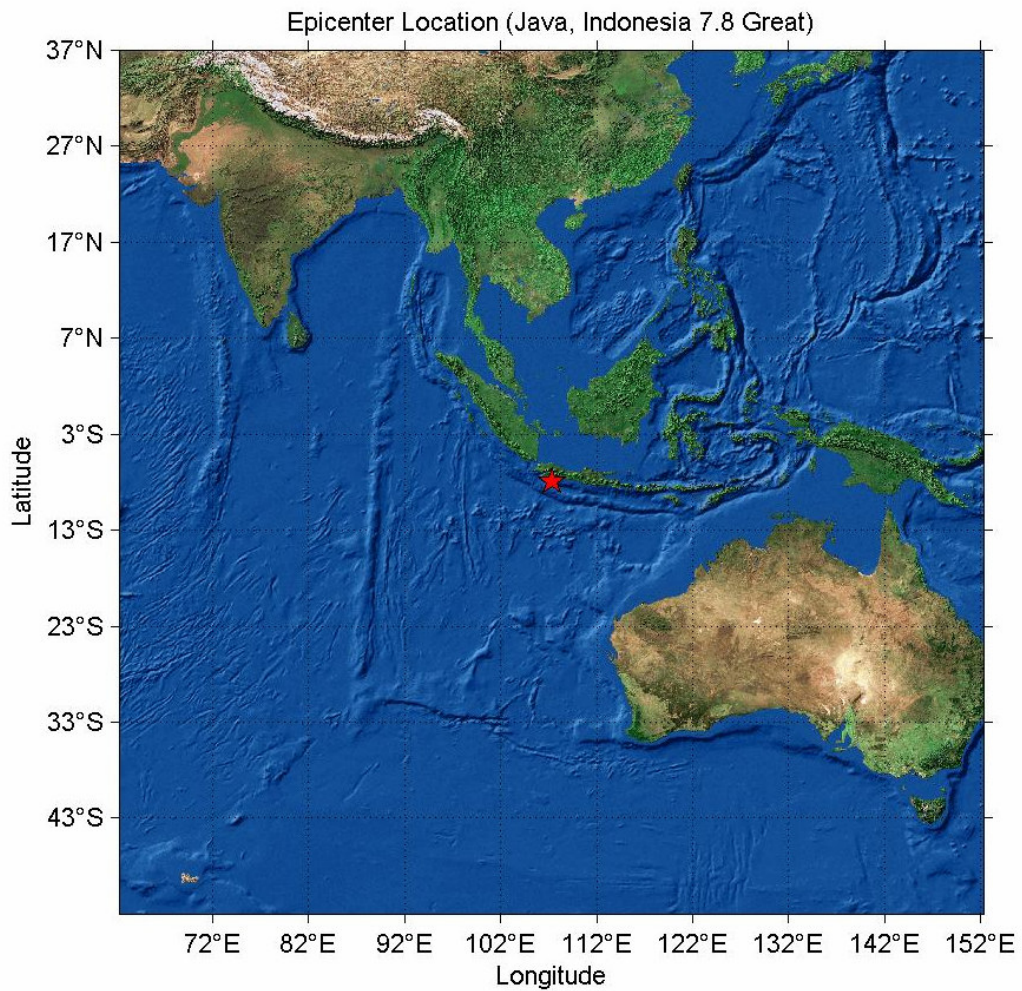 Epicenter Location (Java, Indonesia 7.8 Great)
37°N
27°N
17°N
7°N
3°S
13°S
23°S
33°S
43°S
Latitude
72°E 82°E 92°E 102°E 112°E 122°E 132°E 142°E 152°E
Longitude